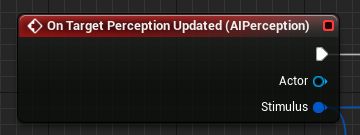 On Target Perception Updated (AIPerception)
Actor
Stimulus